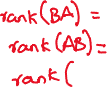 rank(BA) =
rank(AB) =
rank(